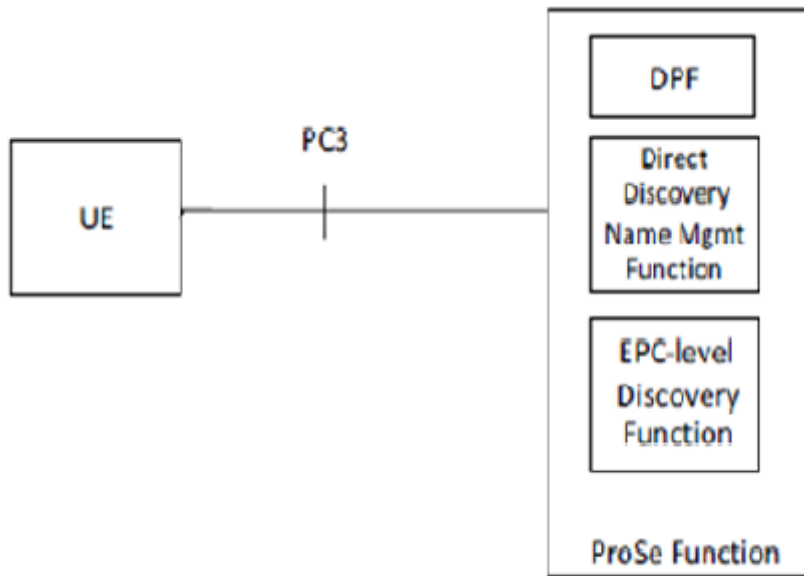 UE
PC3
DPF
Direct
Discovery
Name Mgmt
Function
EPC-level
Discovery
Function
ProSe Function